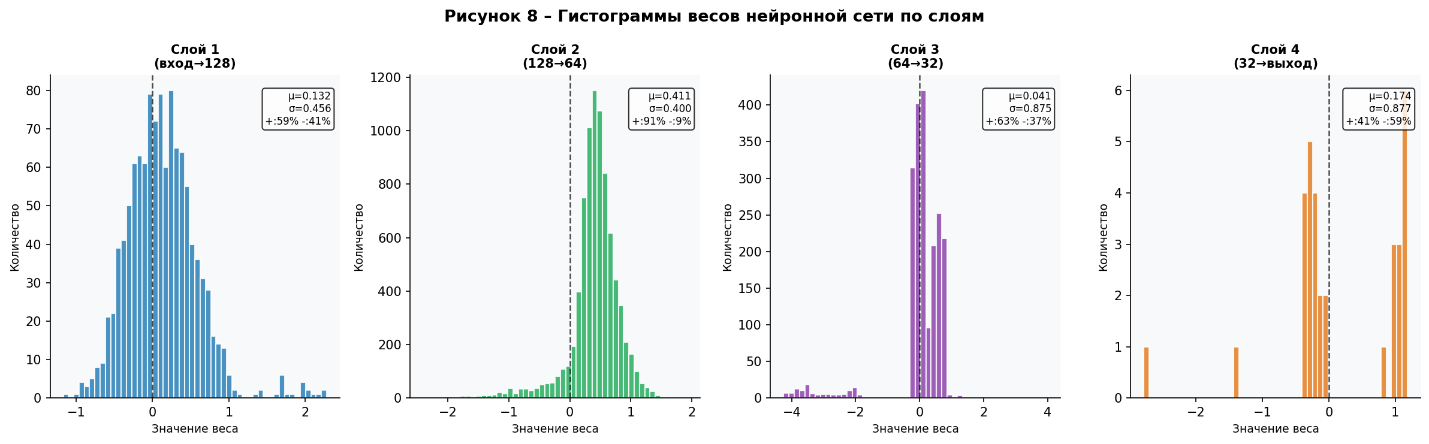 Рисунок 8 – Гистограммы весов нейронной сети по слоям
Слой 1
(вход→128)
Количество
80
70
60
50
40
30
20
10
0
μ=0.132
σ=0.456
+:59% -:41%
−1
0
1
2
Значение веса
Слой 2
(128→64)
Количество
1200
1000
800
600
400
200
0
μ=0.411
σ=0.400
+:91% -:9%
−2
−1
0
1
2
Значение веса
Слой 3
(64→32)
Количество
400
350
300
250
200
150
100
50
0
μ=0.041
σ=0.875
+:63% -:37%
−4
−2
0
2
4
Значение веса
Слой 4
(32→выход)
Количество
6
5
4
3
2
1
0
μ=0.174
σ=0.877
+:41% -:59%
−2
−1
0
1
Значение веса